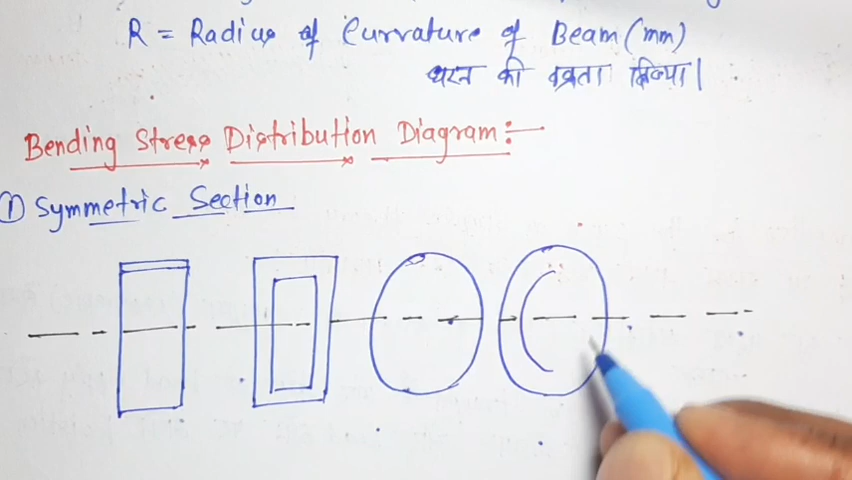 R = Radius of Curvature of Beam (mm)
धरन की वक्रता त्रिज्या|
Bending Stress Distribution Diagram:-
① Symmetric Section